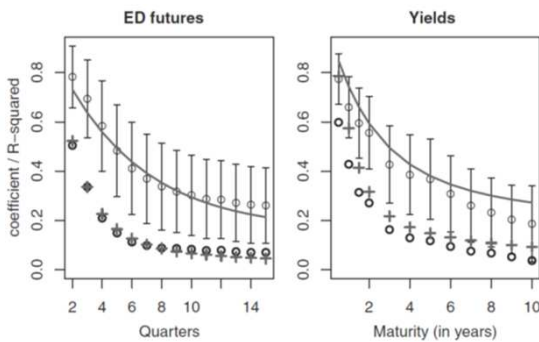 ED futures
Yields
coefficient / R-squared
0.8
0.6
0.4
0.2
0.0
2 4 6 8 10 14
Quarters
0.8
0.6
0.4
0.2
0.0
2 4 6 8 10
Maturity (in years)